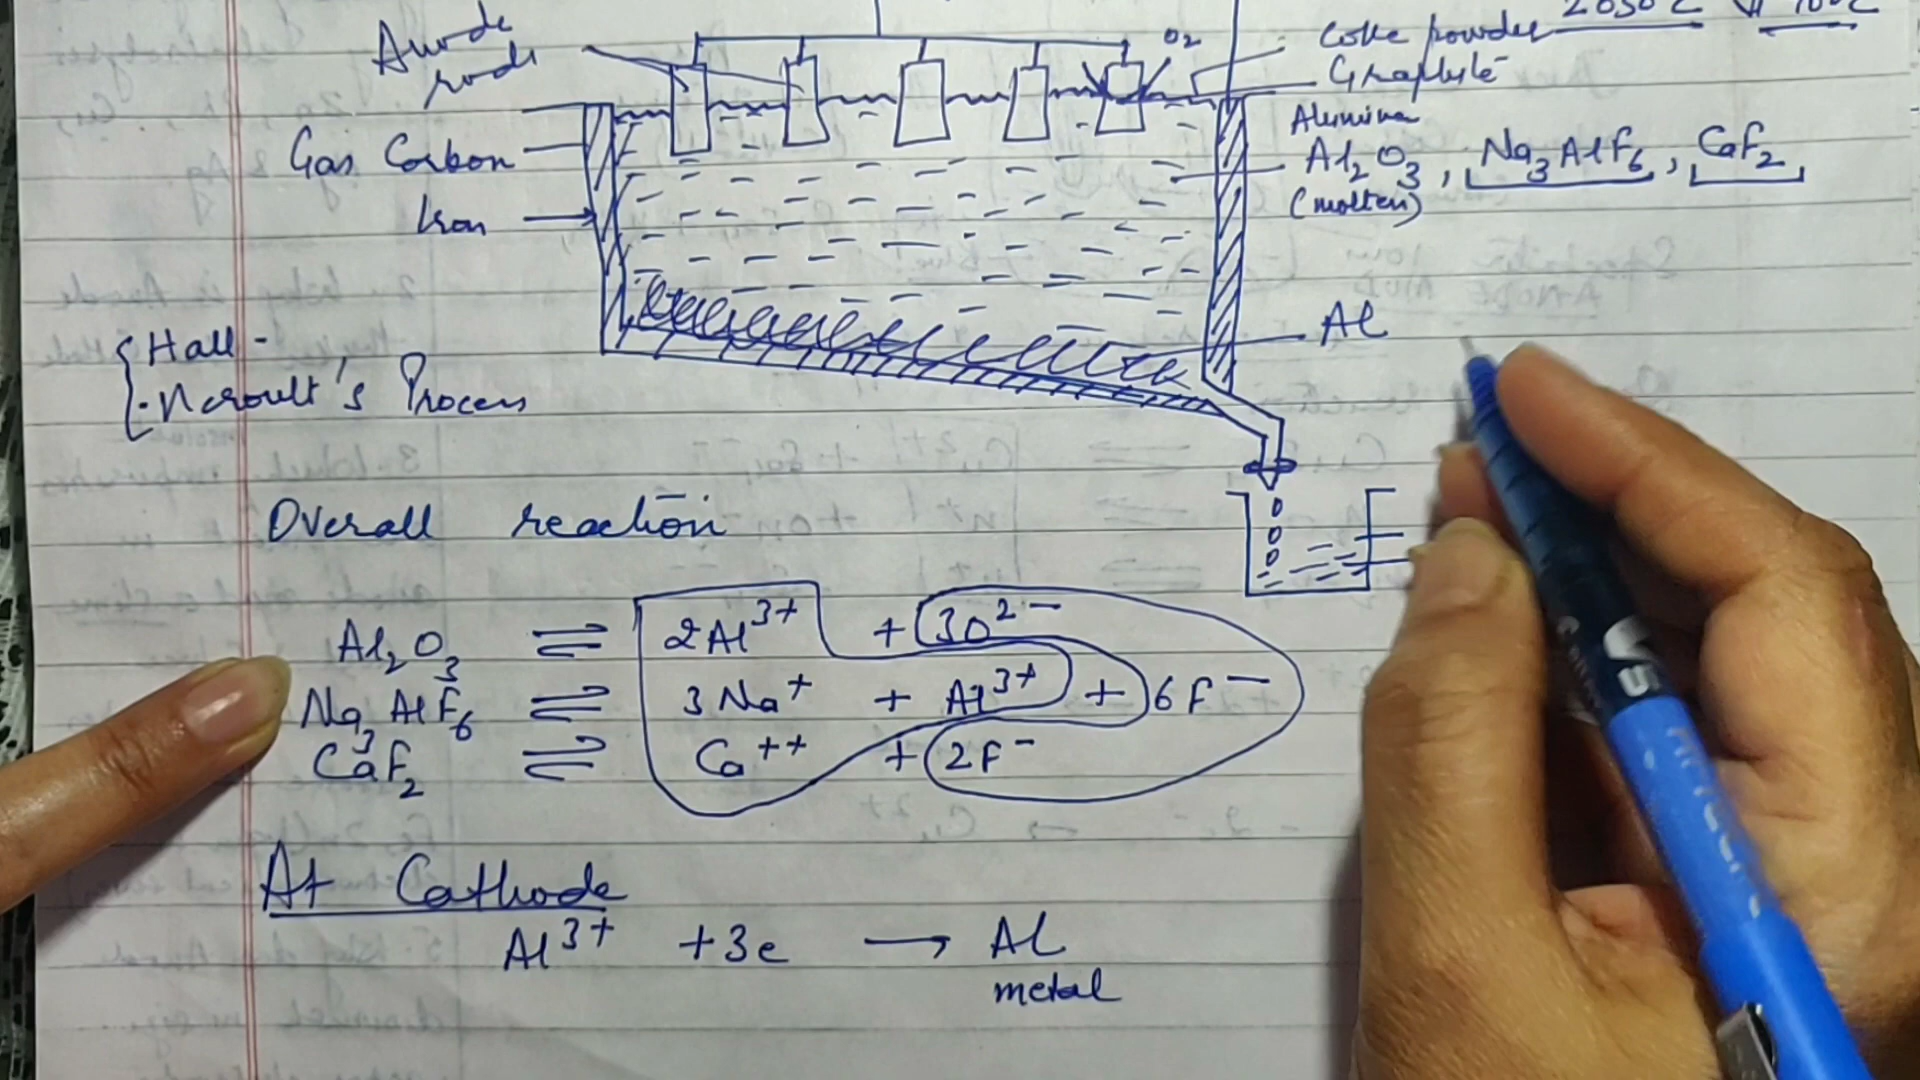 Anode
rods
O2
Coke powder
Graphite
Gas Carbon
Iron
Alumina
Al2O3, Na3AlF6, CaF2
(molten)
Al
Hall -
Process
Overall reaction
Al2O3 ⇌ 2Al3+ + 3O2-
Na3AlF6 ⇌ 3Na+ + Al3+ + 6F-
CaF2 ⇌ Ca++ + 2F-
At Cathode
Al3+ +3e → Al
metal
V5